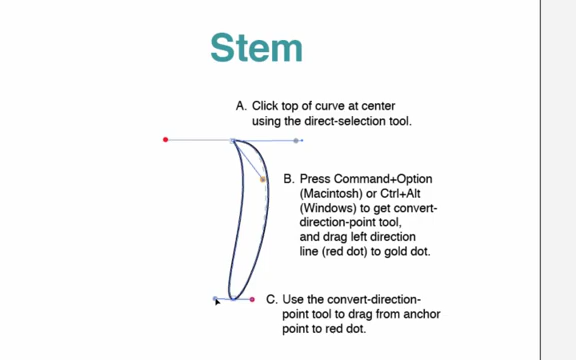 Stem
A. Click top of curve at center
using the direct-selection tool.
B. Press Command+Option
(Macintosh) or Ctrl+Alt
(Windows) to get convert-
direction-point tool,
and drag left direction
line (red dot) to gold dot.
C. Use the convert-direction-
point tool to drag from anchor
point to red dot.